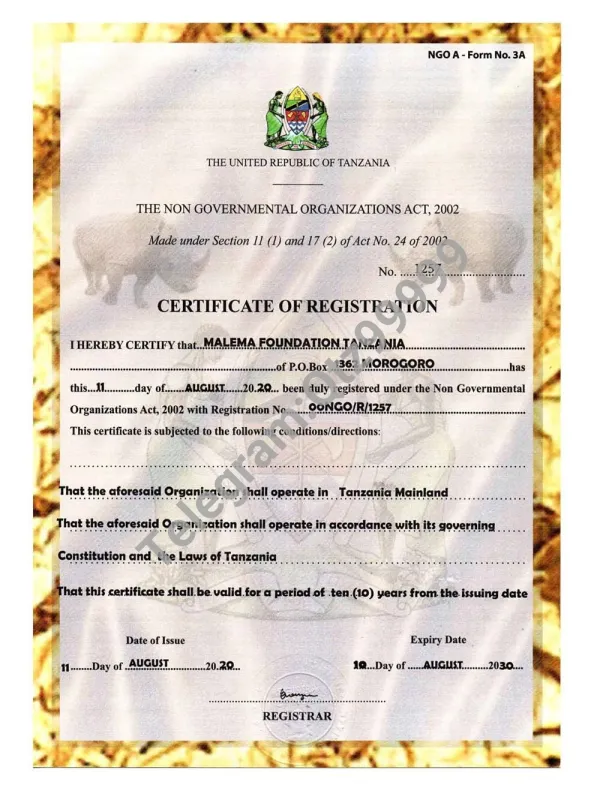 NGO A - Form No. 3A
THE UNITED REPUBLIC OF TANZANIA
THE NON GOVERNMENTAL ORGANIZATIONS ACT, 2002
Made under Section 11 (1) and 17 (2) of Act No. 24 of 2002
No. .....1257........................
CERTIFICATE OF REGISTRATION
I HEREBY CERTIFY that...MALEMA FOUNDATION TANZANIA..............................
..........................................................of P.O.Box ..1362 MOROGORO......................has
this...11...........day of.......AUGUST.......20.20... been duly registered under the Non Governmental
Organizations Act, 2002 with Registration No.......00NGO/R/1257......................................
This certificate is subjected to the following conditions/directions:
That the aforesaid Organization shall operate in Tanzania Mainland
That the aforesaid Organization shall operate in accordance with its governing
Constitution and the Laws of Tanzania
That this certificate shall be valid for a period of ten (10) years from the issuing date
Date of Issue Expiry Date
11........Day of ..AUGUST............20.20... 10...Day of ......AUGUST.........2030....
REGISTRAR